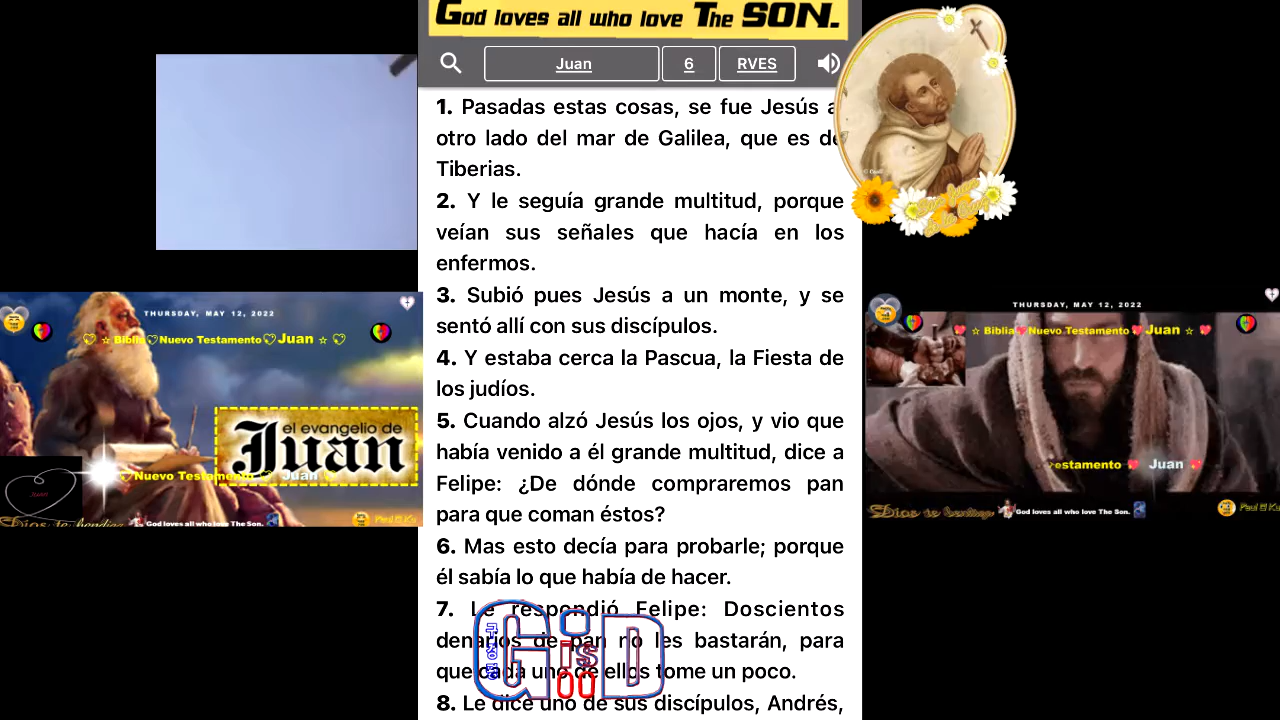 God loves all who love The SON.
Juan
6
RVES
1. Pasadas estas cosas, se fue Jesús a
otro lado del mar de Galilea, que es de
Tiberias.
2. Y le seguía grande multitud, porque
veían sus señales que hacía en los
enfermos.
3. Subió pues Jesús a un monte, y se
sentó allí con sus discípulos.
4. Y estaba cerca la Pascua, la Fiesta de
los judíos.
5. Cuando alzó Jesús los ojos, y vio que
había venido a él grande multitud, dice a
Felipe: ¿De dónde compraremos pan
para que coman éstos?
6. Mas esto decía para probarle; porque
él sabía lo que había de hacer.
7. Le respondió Felipe: Doscientos
denarios de pan no les bastarán, para
que cada uno de ellos tome un poco.
8. Le dice uno de sus discípulos, Andrés,
GOD
is
THURSDAY, MAY 12, 2022
☆ Biblia Nuevo Testamento Juan ☆
el evangelio de
Juan
Nuevo Testamento Juan
Dios te bendiga
God loves all who love The Son.
THURSDAY, MAY 12, 2022
☆ Biblia Nuevo Testamento Juan ☆
estamento Juan
Dios te bendiga
God loves all who love The Son.